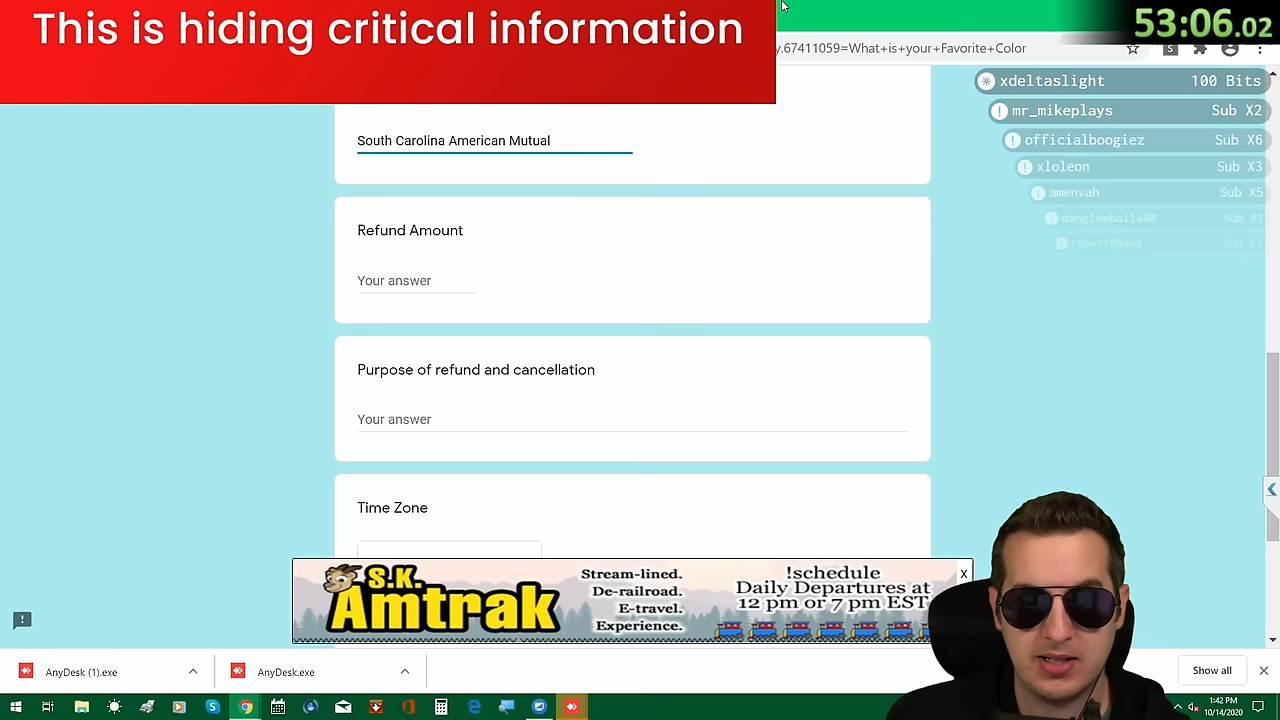 This is hiding critical information
53:06.02
y.67411059=What+is+your+Favorite+Color
xdeltaslight 100 Bits
mr_mikeplays Sub X2
officialboogiez Sub X6
xloleon Sub X3
amenvah Sub X5
dangleeballs88 Sub X1
South Carolina American Mutual
Refund Amount
Your answer
Purpose of refund and cancellation
Your answer
Time Zone
S.K.
Amtrak
Stream-lined.
De-railroad.
E-travel.
Experience.
!schedule
Daily Departures at
12 pm or 7 pm EST
X
AnyDesk (1).exe
AnyDesk.exe
Show all
1:42 PM
10/14/2020